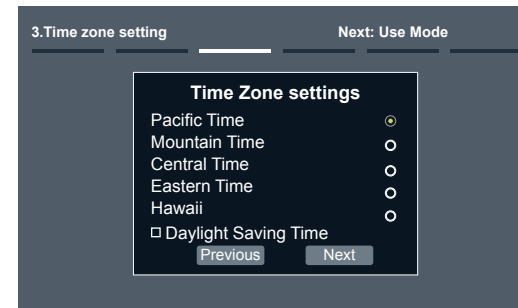 3.Time zone setting
Next: Use Mode
Time Zone settings
Pacific Time
Mountain Time
Central Time
Eastern Time
Hawaii
Daylight Saving Time
Previous
Next